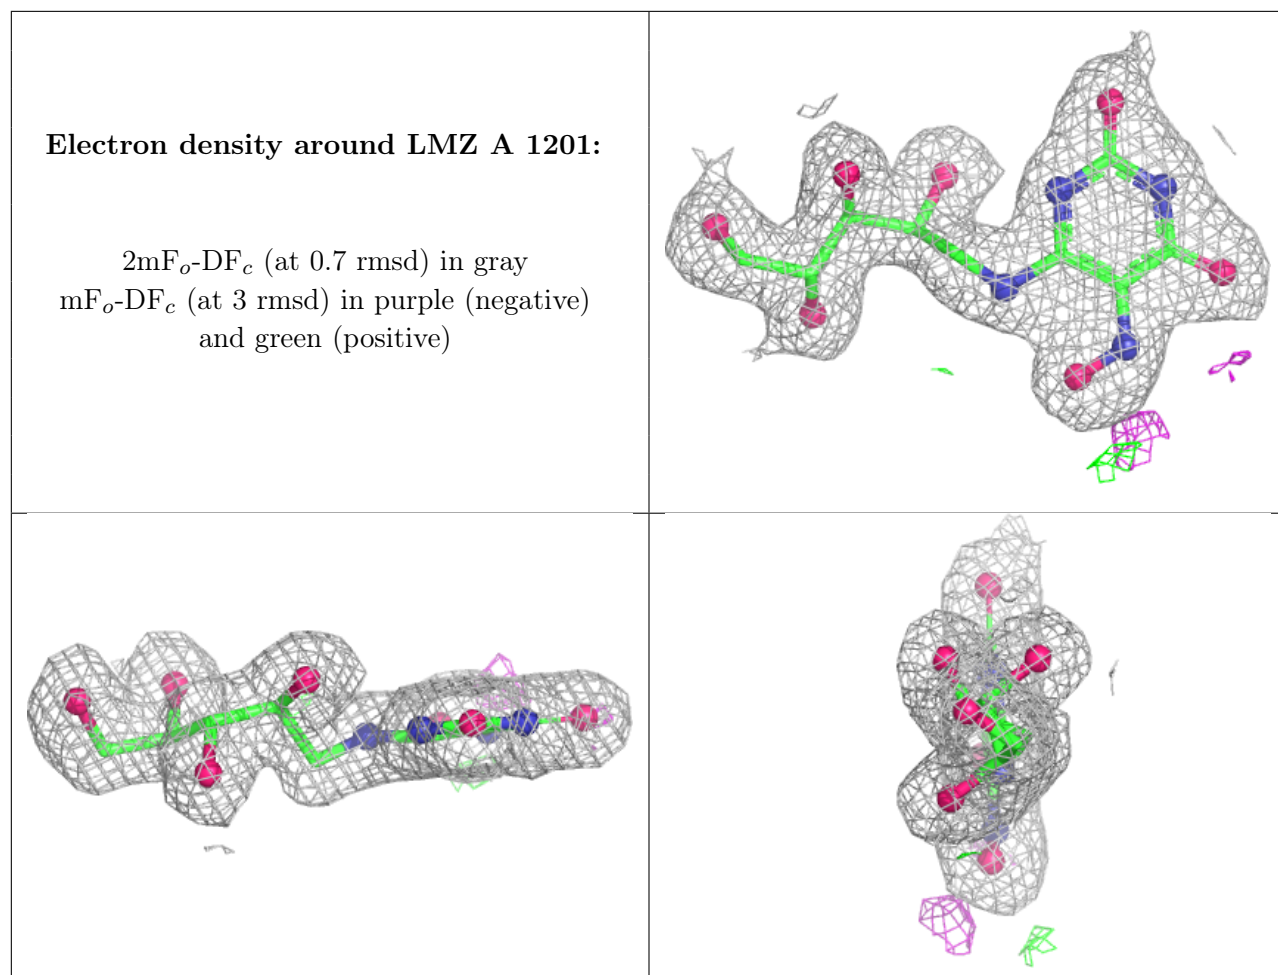 Electron density around LMZ A 1201:
2mFo-DFc (at 0.7 rmsd) in gray
mFo-DFc (at 3 rmsd) in purple (negative)
and green (positive)